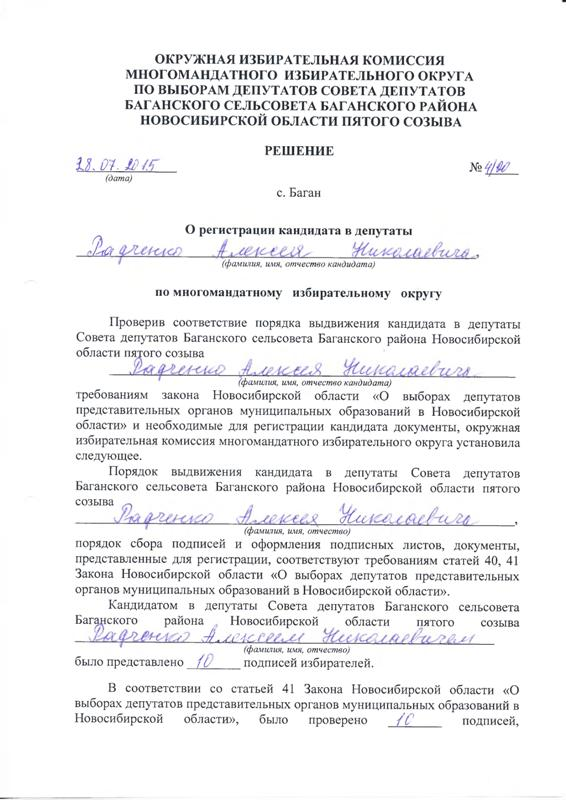 ОКРУЖНАЯ ИЗБИРАТЕЛЬНАЯ КОМИССИЯ
МНОГОМАНДАТНОГО ИЗБИРАТЕЛЬНОГО ОКРУГА
ПО ВЫБОРАМ ДЕПУТАТОВ СОВЕТА ДЕПУТАТОВ
БАГАНСКОГО СЕЛЬСОВЕТА БАГАНСКОГО РАЙОНА
НОВОСИБИРСКОЙ ОБЛАСТИ ПЯТОГО СОЗЫВА
РЕШЕНИЕ
28.07.2015 № 4/20
(дата)
с. Баган
О регистрации кандидата в депутаты
Радченко Алексея Николаевича,
(фамилия, имя, отчество кандидата)
по многомандатному избирательному округу
Проверив соответствие порядка выдвижения кандидата в депутаты
Совета депутатов Баганского сельсовета Баганского района Новосибирской
области пятого созыва
Радченко Алексея Николаевича
(фамилия, имя, отчество кандидата)
требованиям закона Новосибирской области «О выборах депутатов
представительных органов муниципальных образований в Новосибирской
области» и необходимые для регистрации кандидата документы, окружная
избирательная комиссия многомандатного избирательного округа установила
следующее.
Порядок выдвижения кандидата в депутаты Совета депутатов
Баганского сельсовета Баганского района Новосибирской области пятого
созыва
Радченко Алексея Николаевича,
(фамилия, имя, отчество)
порядок сбора подписей и оформления подписных листов, документы,
представленные для регистрации, соответствуют требованиям статей 40, 41
Закона Новосибирской области «О выборах депутатов представительных
органов муниципальных образований в Новосибирской области».
Кандидатом в депутаты Совета депутатов Баганского сельсовета
Баганского района Новосибирской области пятого созыва
Радченко Алексеем Николаевичем
(фамилия, имя, отчество)
было представлено 10 подписей избирателей.
В соответствии со статьей 41 Закона Новосибирской области «О
выборах депутатов представительных органов муниципальных образований в
Новосибирской области», было проверено 10 подписей,